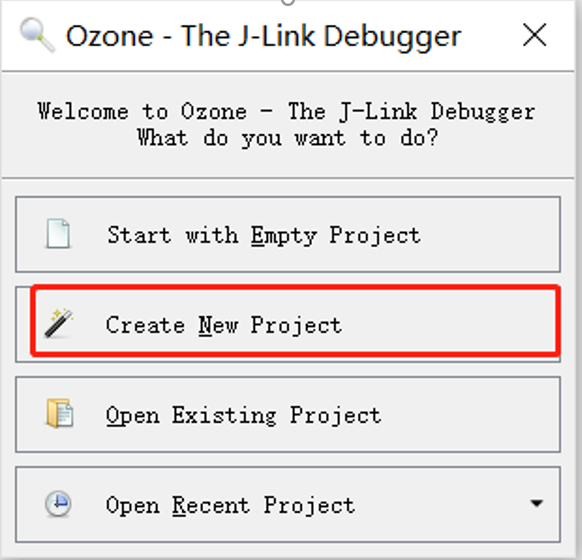 Ozone - The J-Link Debugger
Welcome to Ozone - The J-Link Debugger
What do you want to do?
Start with Empty Project
Create New Project
Open Existing Project
Open Recent Project